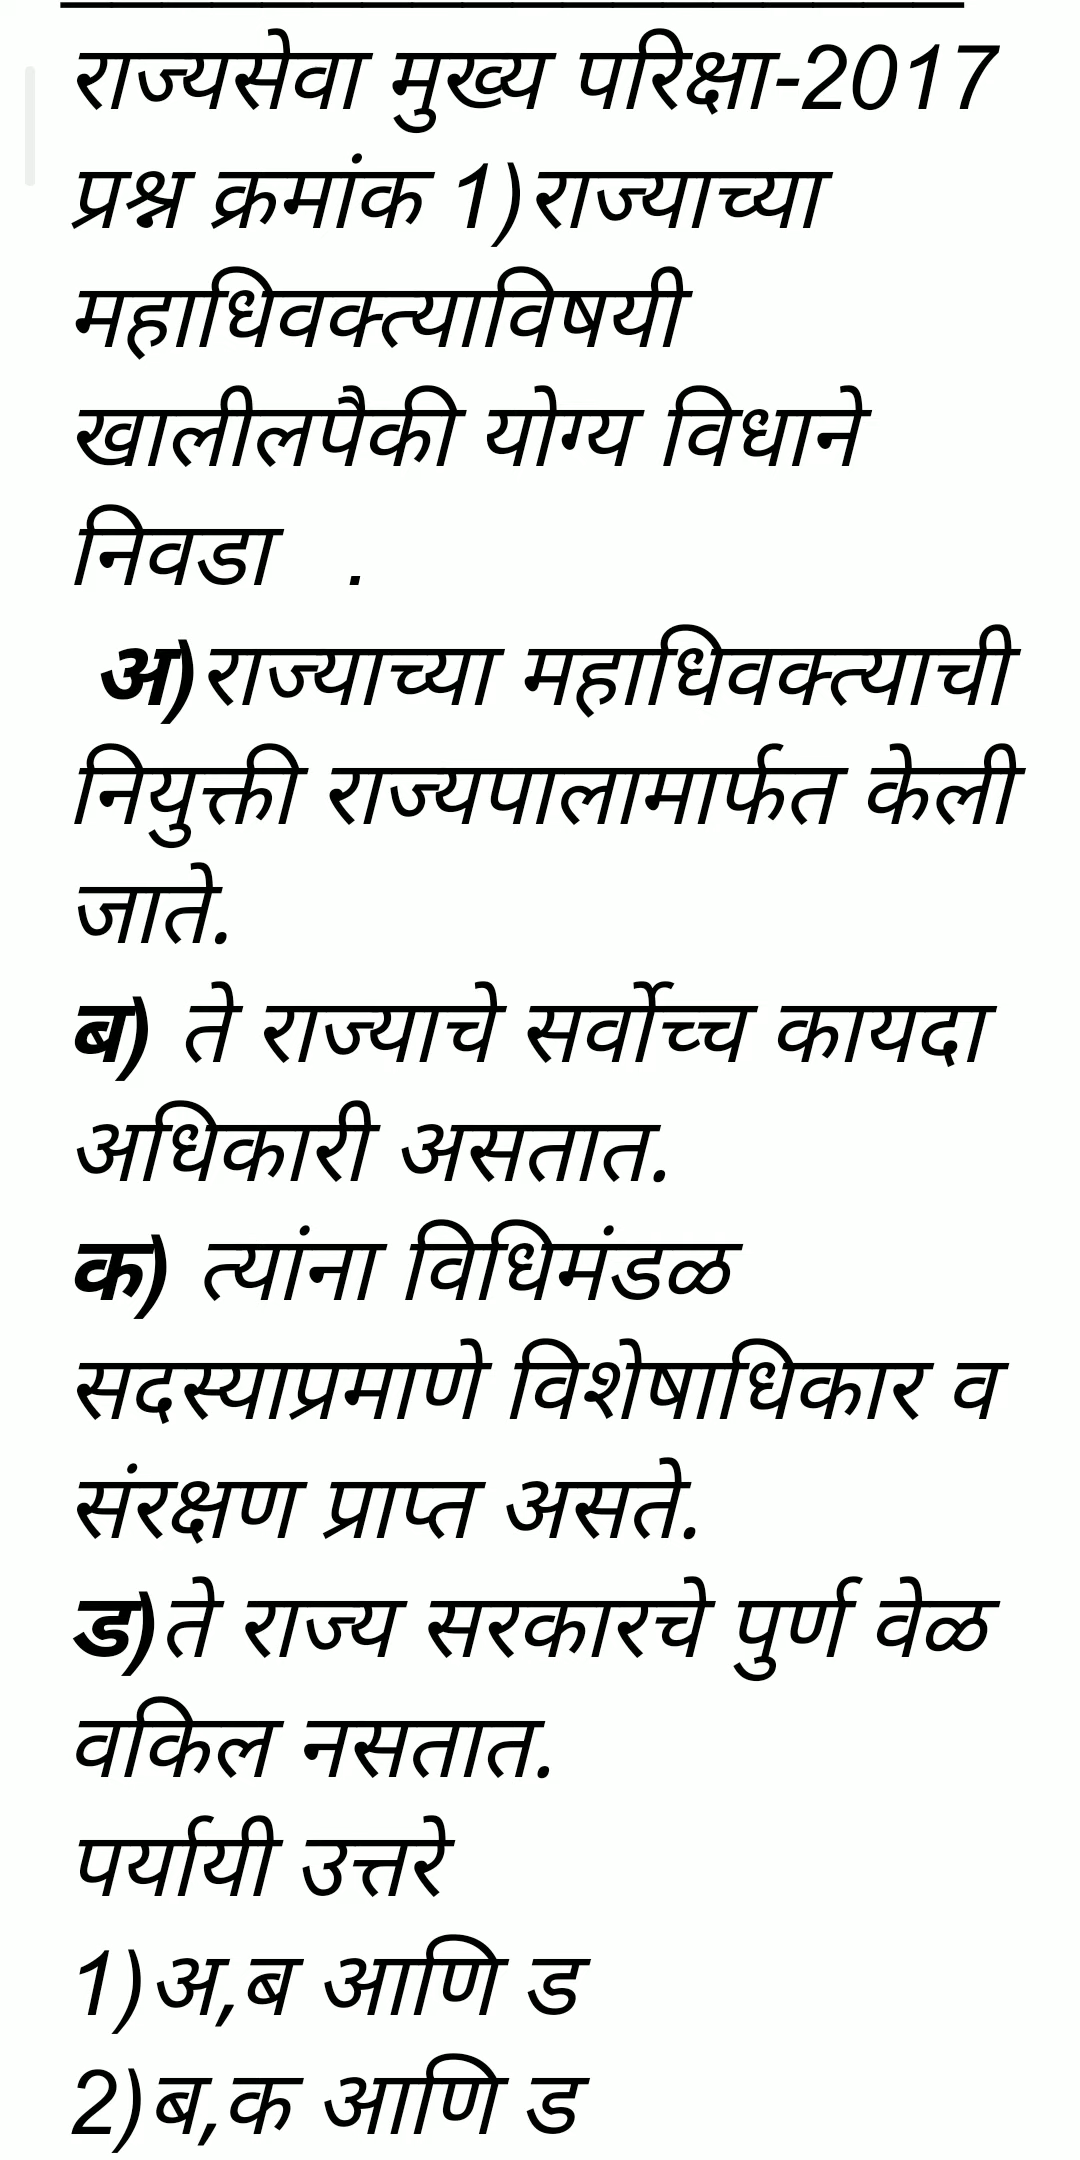 राज्यसेवा मुख्य परिक्षा-2017
प्रश्न क्रमांक 1)राज्याच्या
महाधिवक्त्याविषयी
खालीलपैकी योग्य विधाने
निवडा .
अ)राज्याच्या महाधिवक्त्याची
नियुक्ती राज्यपालामार्फत केली
जाते.
ब) ते राज्याचे सर्वोच्च कायदा
अधिकारी असतात.
क) त्यांना विधिमंडळ
सदस्याप्रमाणे विशेषाधिकार व
संरक्षण प्राप्त असते.
ड)ते राज्य सरकारचे पुर्ण वेळ
वकिल नसतात.
पर्यायी उत्तरे
1)अ,ब आणि ड
2)ब,क आणि ड